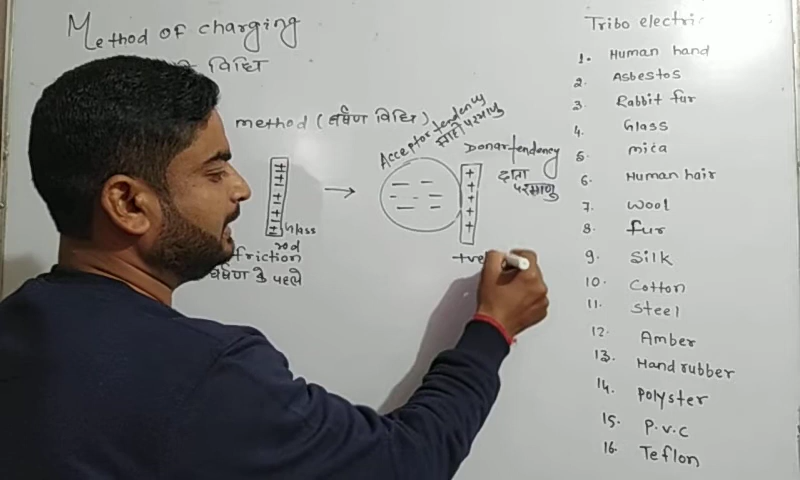 Method of charging
विधि
method (घर्षण विधि)
Acceptor tendency
ग्राही परमाणु
Donar tendency
दाता
परमाणु
Glass
rod
friction
घर्षण के पहले
+ve
Tribo electric
1. Human hand
2. Asbestos
3. Rabbit fur
4. Glass
5. mica
6. Human hair
7. Wool
8. fur
9. Silk
10. Cotton
11. Steel
12. Amber
13. Hand rubber
14. Polyster
15. P.v.c
16. Teflon